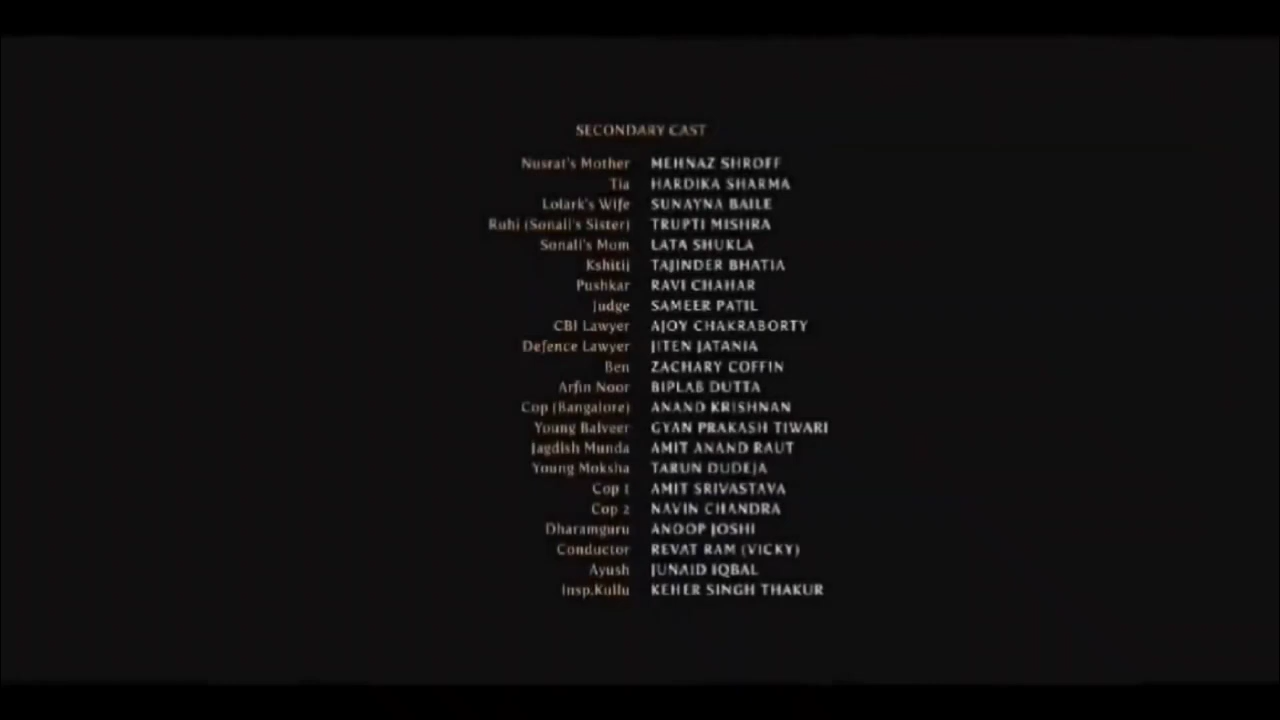 SECONDARY CAST
Nusrat's Mother MEHNAZ SHROFF
Tia HARDIKA SHARMA
Lolark's Wife SUNAYNA BAILE
Ruhi (Sonali's Sister) TRUPTI MISHRA
Sonali's Mom LATA SHUKLA
Kshitij TAJINDER BHATIA
Pushkar RAVI CHAHAR
Judge SAMEER PATIL
CBI Lawyer AJOY CHAKRABORTY
Defence Lawyer JITEN JATANIA
Ben ZACHARY COFFIN
Arfin Noor BIPLAB DUTTA
Cop (Bangalore) ANAND KRISHNAN
Young Balveer GYAN PRAKASH TIWARI
Jagdish Munda AMIT ANAND RAUT
Young Moksha TARUN DUDEJA
Cop 1 AMIT SRIVASTAVA
Cop 2 NAVIN CHANDRA
Dharamguru ANOOP JOSHI
Conductor REVAT RAM (VICKY)
Ayush JUNAID IQBAL
Insp.Kullu KEHER SINGH THAKUR